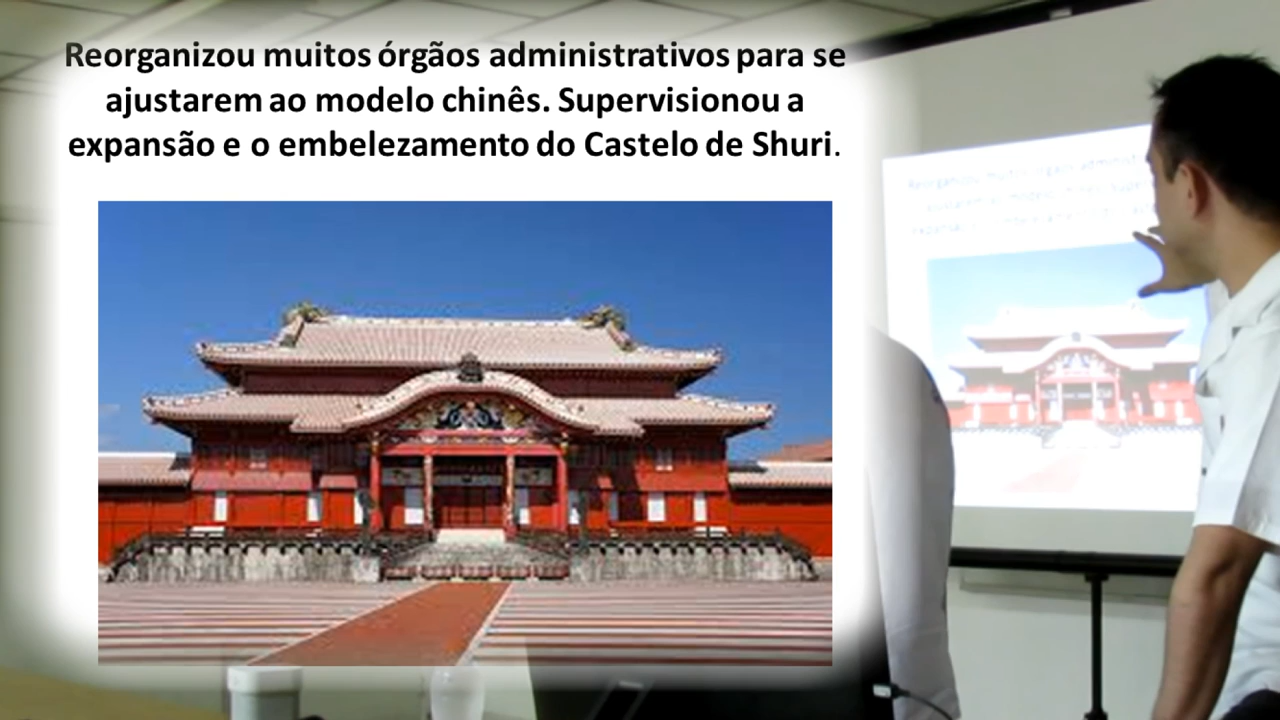 Reorganizou muitos órgãos administrativos para se
ajustarem ao modelo chinês. Supervisionou a
expansão e o embelezamento do Castelo de Shuri.